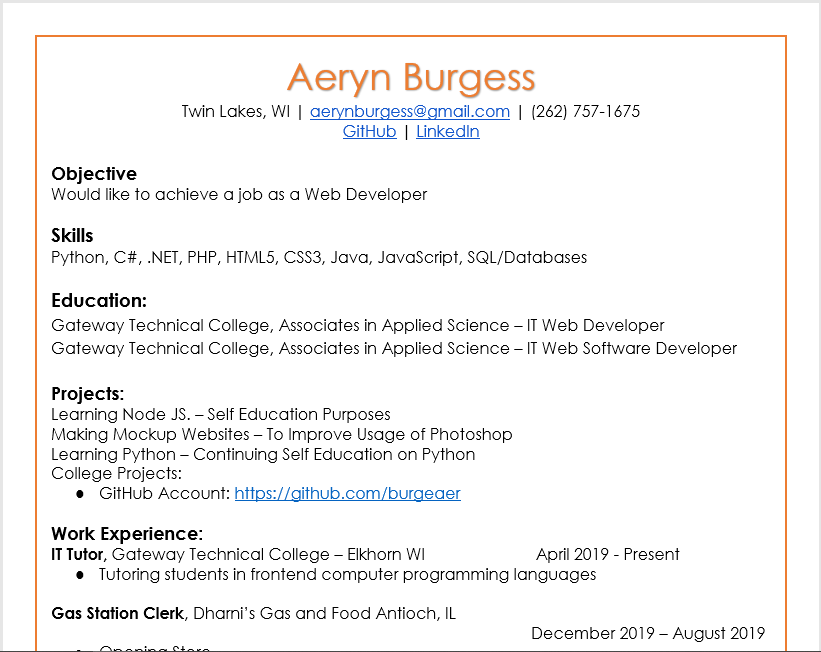 Aeryn Burgess
Twin Lakes, WI | aerynburgess@gmail.com | (262) 757-1675
GitHub | LinkedIn
Objective
Would like to achieve a job as a Web Developer
Skills
Python, C#, .NET, PHP, HTML5, CSS3, Java, JavaScript, SQL/Databases
Education:
Gateway Technical College, Associates in Applied Science – IT Web Developer
Gateway Technical College, Associates in Applied Science – IT Web Software Developer
Projects:
Learning Node JS. – Self Education Purposes
Making Mockup Websites – To Improve Usage of Photoshop
Learning Python – Continuing Self Education on Python
College Projects:
● GitHub Account: https://github.com/burgeaer
Work Experience:
IT Tutor, Gateway Technical College – Elkhorn WI April 2019 - Present
● Tutoring students in frontend computer programming languages
Gas Station Clerk, Dharni’s Gas and Food Antioch, IL
December 2019 – August 2019
● Opening Store